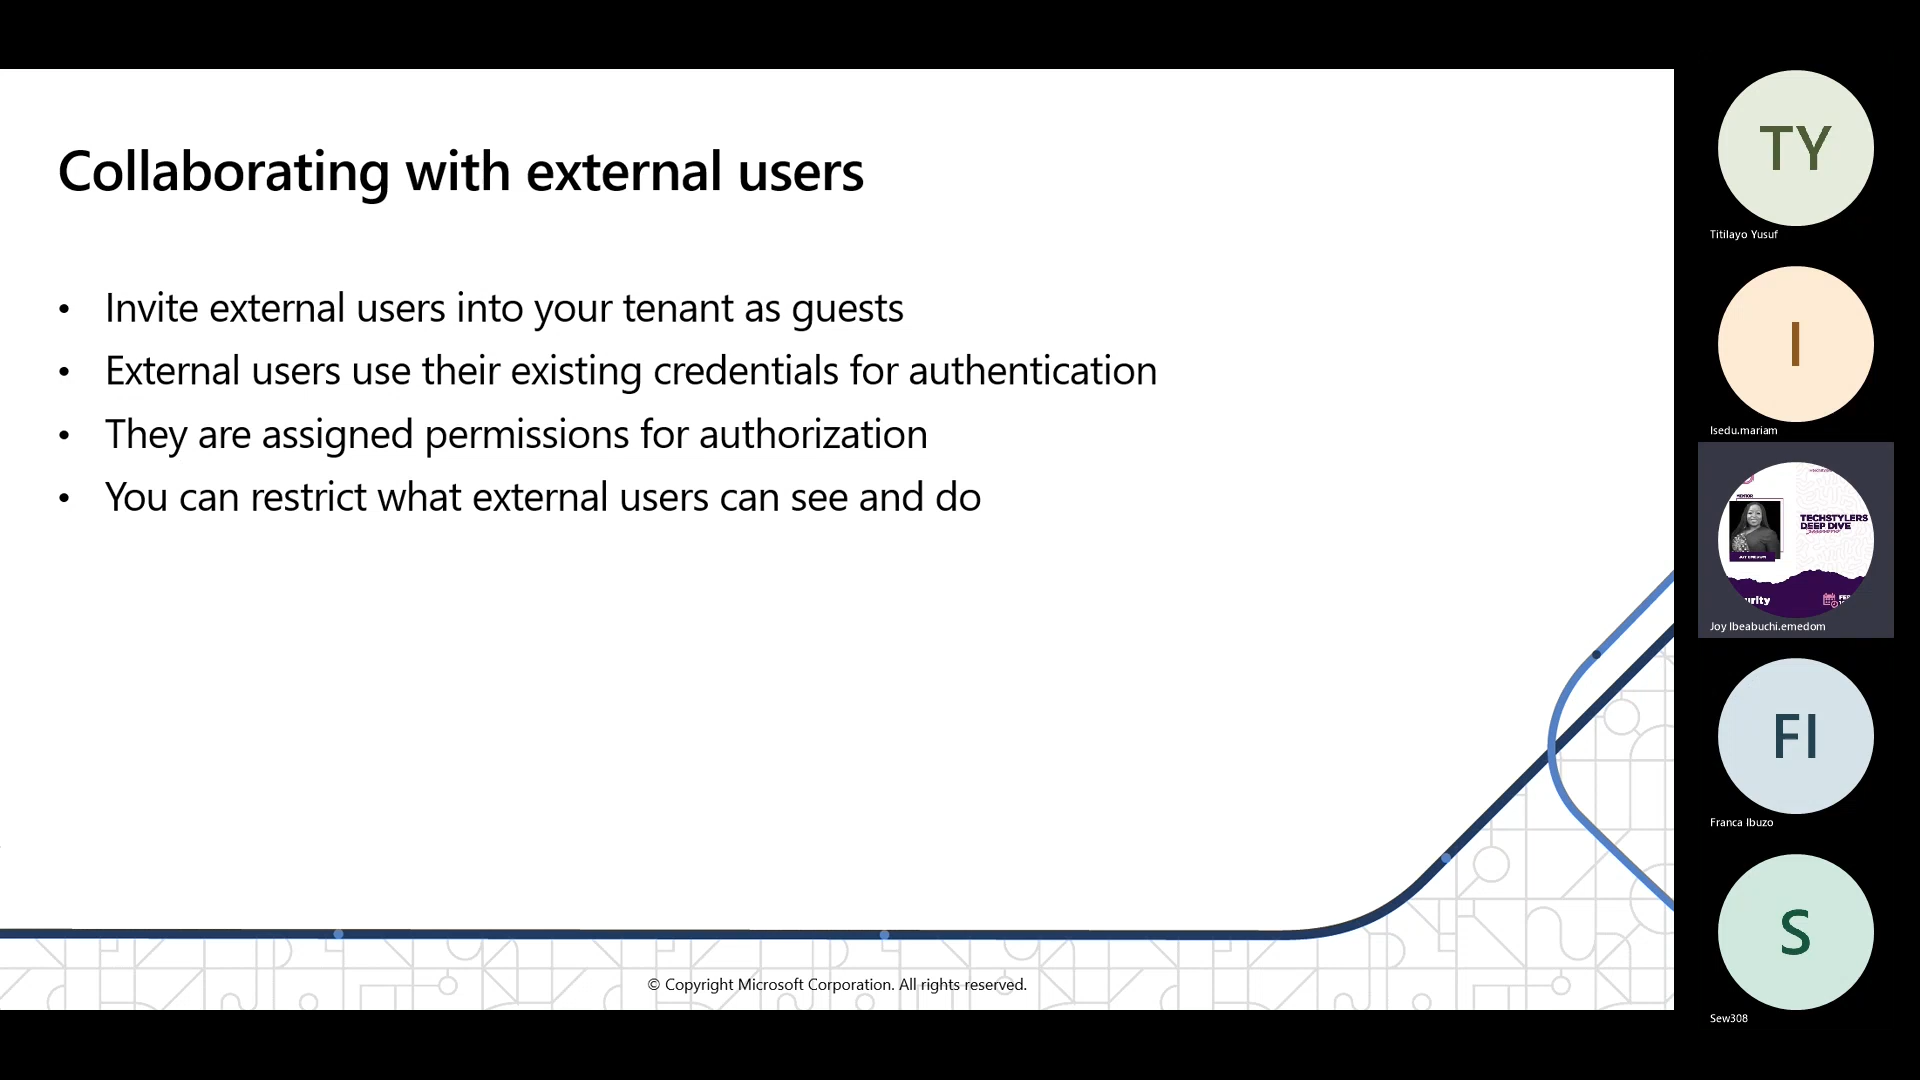 Collaborating with external users
• Invite external users into your tenant as guests
• External users use their existing credentials for authentication
• They are assigned permissions for authorization
• You can restrict what external users can see and do
© Copyright Microsoft Corporation. All rights reserved.
TY
Titilayo Yusuf
I
Isedu.mariam
MENTOR
TECHSTYLERS
DEEP DIVE
urity
Joy Ibeabuchi.emedom
FI
Franca Ibuzo
S
Sew308